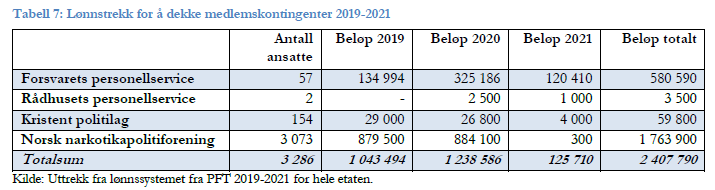 Tabell 7: Lønnstrekk for å dekke medlemskontingenter 2019-2021
Antall ansatte Beløp 2019 Beløp 2020 Beløp 2021 Beløp totalt
Forsvarets personellservice 57 134 994 325 186 120 410 580 590
Rådhusets personellservice 2 - 2 500 1 000 3 500
Kristent politilag 154 29 000 26 800 4 000 59 800
Norsk narkotikapolitiforening 3 073 879 500 884 100 300 1 763 900
Totalsum 3 286 1 043 494 1 238 586 125 710 2 407 790
Kilde: Uttrekk fra lønnssystemet fra PFT 2019-2021 for hele etaten.